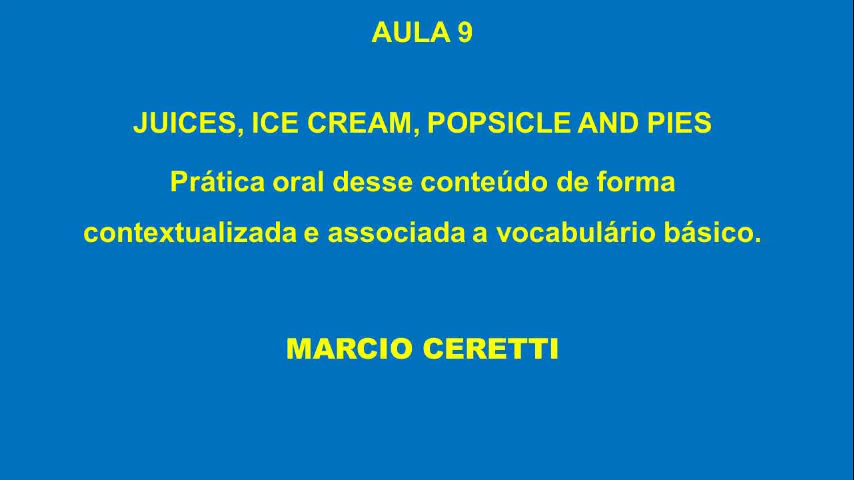 AULA 9
JUICES, ICE CREAM, POPSICLE AND PIES
Prática oral desse conteúdo de forma
contextualizada e associada a vocabulário básico.
MARCIO CERETTI